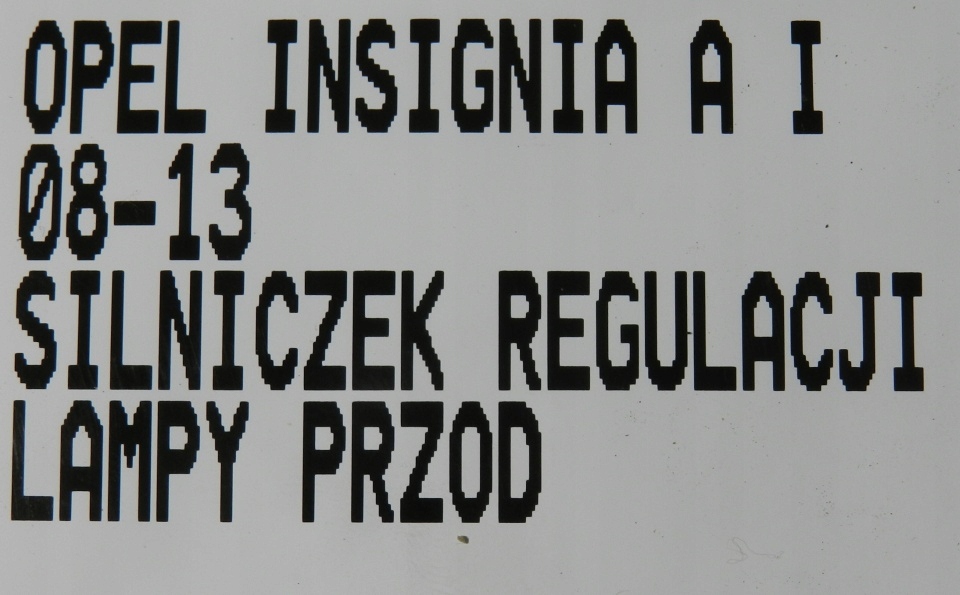 OPEL INSIGNIA A I
08-13
SILNICZEK REGULACJI
LAMPY PRZOD